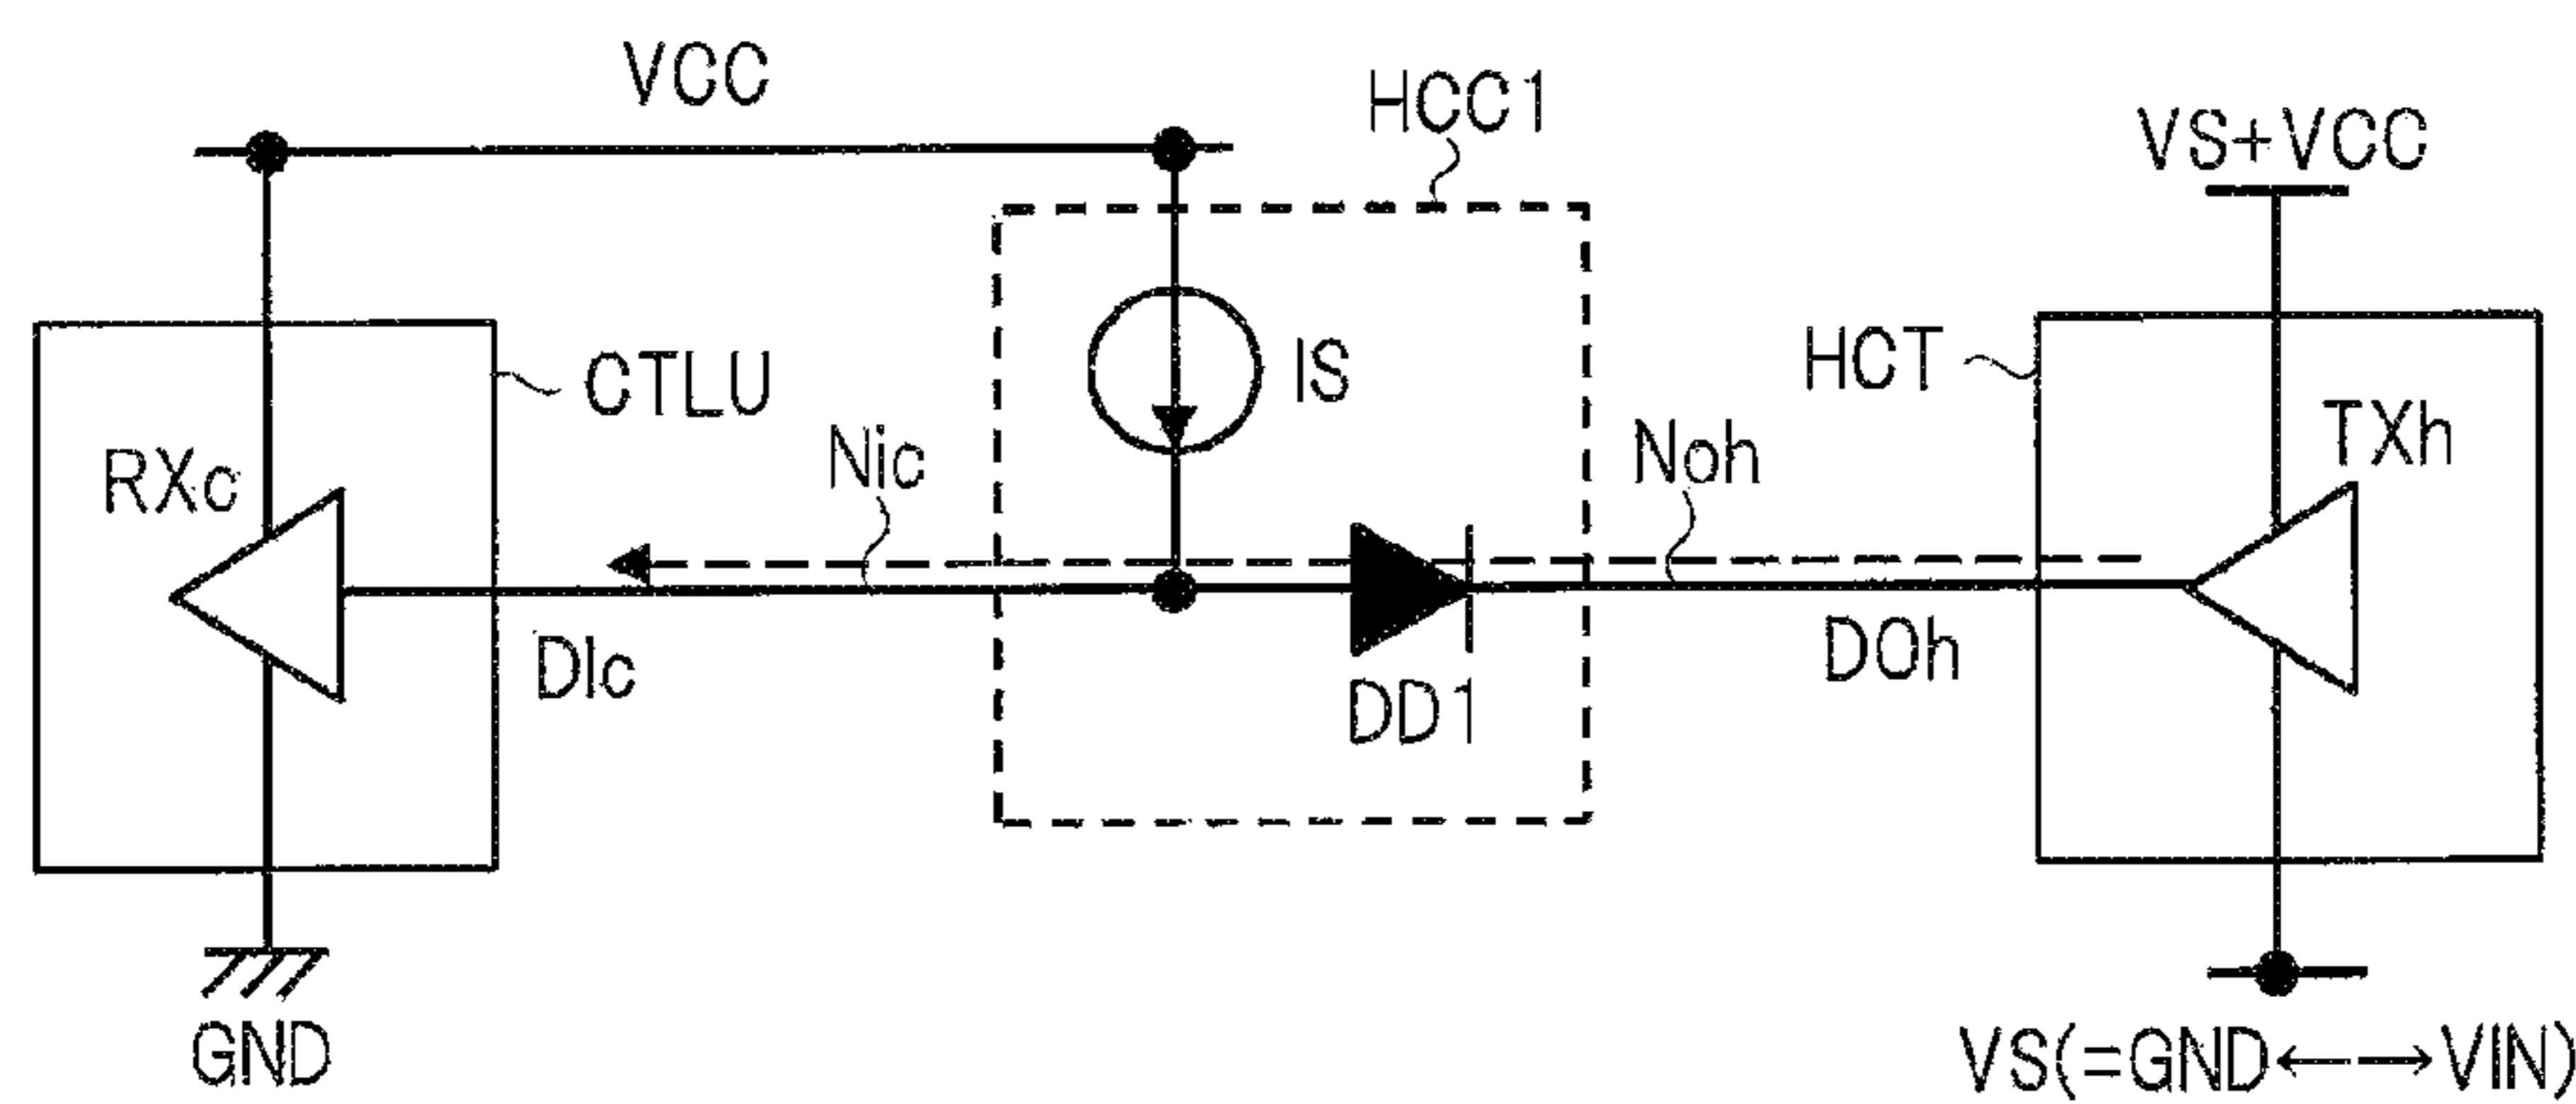 VCC
HCC1
VS+VCC
CTLU
IS
HCT
RXc
Nic
Noh
TXh
DIc
DD1
DOh
GND
VS(=GND←--→VIN)